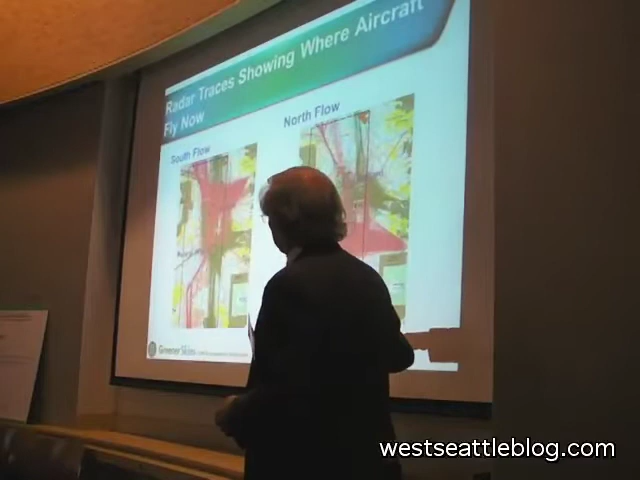 Radar Traces Showing Where Aircraft
Fly Now
South Flow
North Flow
Greener Skies
westseattleblog.com